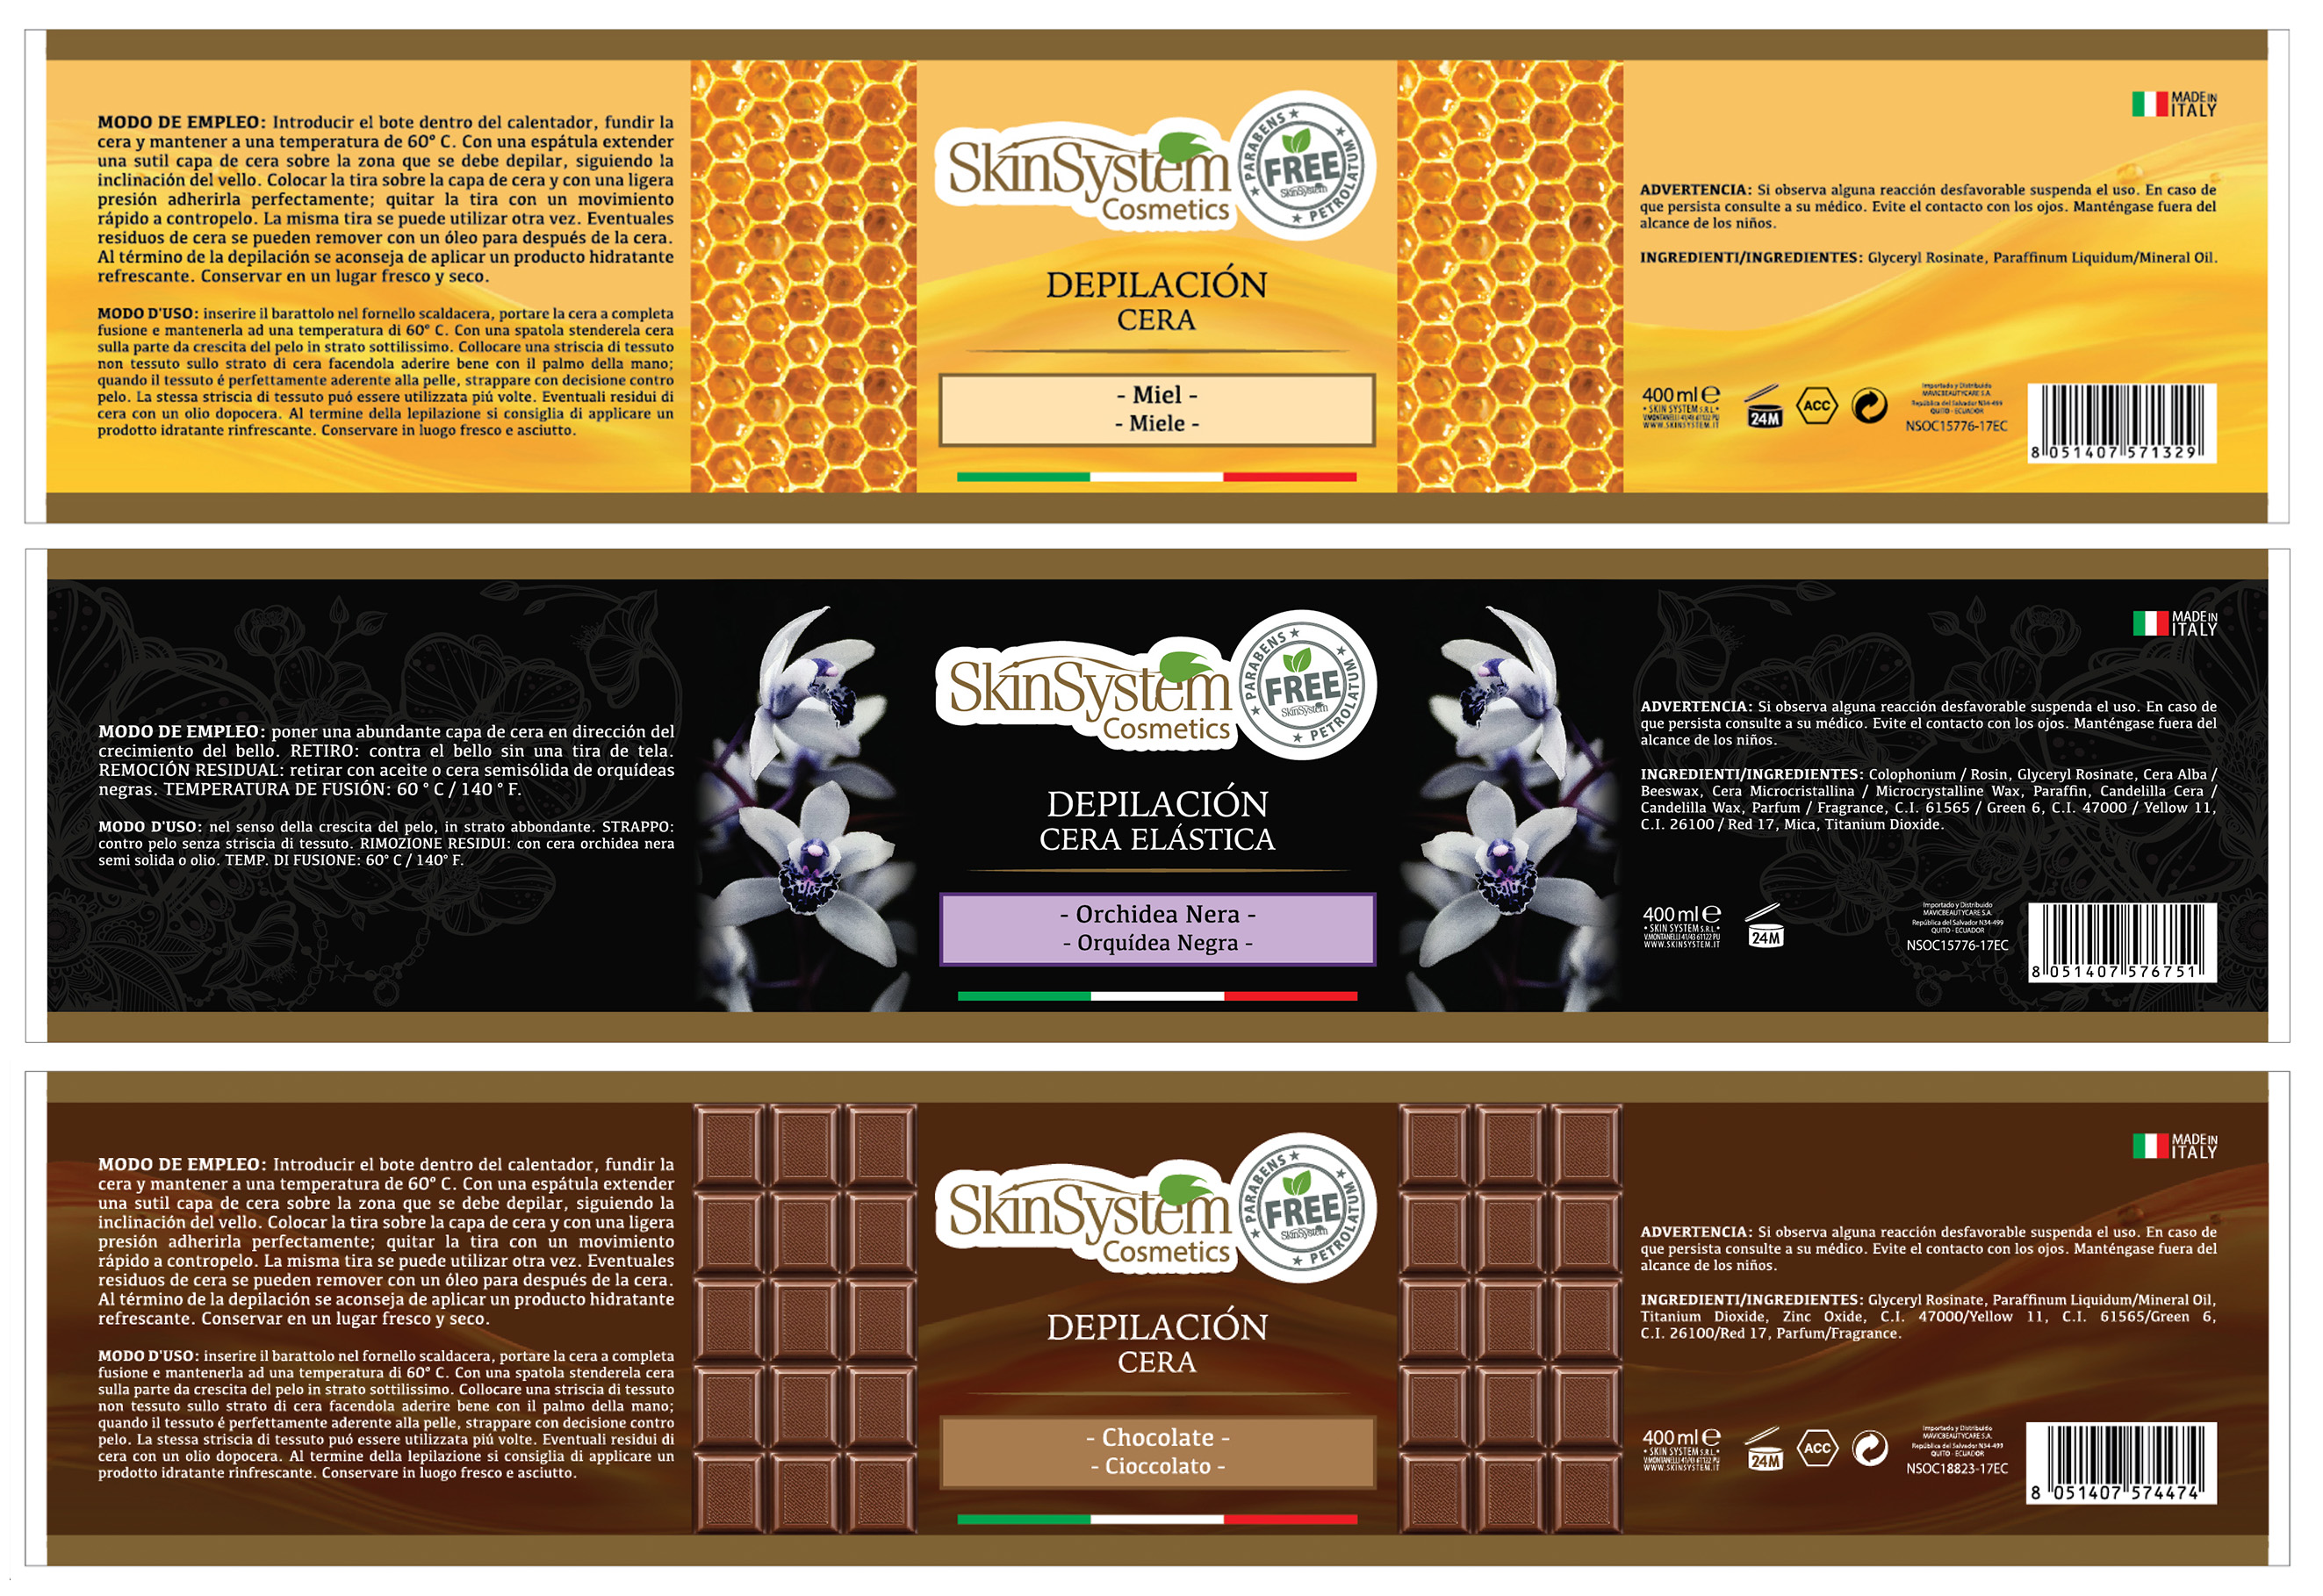 MODO DE EMPLEO: Introducir el bote dentro del calentador, fundir la
cera y mantener a una temperatura de 60° C. Con una espátula extender
una sutil capa de cera sobre la zona que se debe depilar, siguiendo la
inclinación del vello. Colocar la tira sobre la capa de cera y con una ligera
presión adherirla perfectamente; quitar la tira con un movimiento
rápido a contropelo. La misma tira se puede utilizar otra vez. Eventuales
residuos de cera se pueden remover con un óleo para después de la cera.
Al término de la depilación se aconseja de aplicar un producto hidratante
refrescante. Conservar en un lugar fresco y seco.
MODO D'USO: inserire il barattolo nel fornello scaldacera, portare la cera a completa
fusione e mantenerla ad una temperatura di 60° C. Con una spatola stenderela cera
sulla parte da crescita del pelo in strato sottilissimo. Collocare una striscia di tessuto
non tessuto sullo strato di cera facendola aderire bene con il palmo della mano;
quando il tessuto é perfettamente aderente alla pelle, strappare con decisione contro
pelo. La stessa striscia di tessuto puó essere utilizzata piú volte. Eventuali residui di
cera con un olio dopocera. Al termine della lepilazione si consiglia di applicare un
prodotto idratante rinfrescante. Conservare in luogo fresco e asciutto.
SkinSystem
Cosmetics
PARABENS
FREE
SkinSystem
PETROLATUM
DEPILACIÓN
CERA
- Miel -
- Miele -
MADE IN
ITALY
ADVERTENCIA: Si observa alguna reacción desfavorable suspenda el uso. En caso de
que persista consulte a su médico. Evite el contacto con los ojos. Manténgase fuera del
alcance de los niños.
INGREDIENTI/INGREDIENTES: Glyceryl Rosinate, Paraffinum Liquidum/Mineral Oil.
400 ml e
• SKIN SYSTEM S.R.L •
V.MONTANELLI 41/43 61122 PU
WWW.SKINSYSTEM.IT
24M
ACC
Importado y Distribuido
MAVICBEAUTYCARE S.A.
República del Salvador N34-499
QUITO - ECUADOR
NSOC15776-17EC
8 051407 571329
MODO DE EMPLEO: poner una abundante capa de cera en dirección del
crecimiento del bello. RETIRO: contra el bello sin una tira de tela.
REMOCIÓN RESIDUAL: retirar con aceite o cera semisólida de orquídeas
negras. TEMPERATURA DE FUSIÓN: 60 ° C / 140 ° F.
MODO D'USO: nel senso della crescita del pelo, in strato abbondante. STRAPPO:
contro pelo senza striscia di tessuto. RIMOZIONE RESIDUI: con cera orchidea nera
semi solida o olio. TEMP. DI FUSIONE: 60° C / 140° F.
SkinSystem
Cosmetics
PARABENS
FREE
SkinSystem
PETROLATUM
DEPILACIÓN
CERA ELÁSTICA
- Orchidea Nera -
- Orquídea Negra -
MADE IN
ITALY
ADVERTENCIA: Si observa alguna reacción desfavorable suspenda el uso. En caso de
que persista consulte a su médico. Evite el contacto con los ojos. Manténgase fuera del
alcance de los niños.
INGREDIENTI/INGREDIENTES: Colophonium / Rosin, Glyceryl Rosinate, Cera Alba /
Beeswax, Cera Microcristallina / Microcrystalline Wax, Paraffin, Candelilla Cera /
Candelilla Wax, Parfum / Fragrance, C.I. 61565 / Green 6, C.I. 47000 / Yellow 11,
C.I. 26100 / Red 17, Mica, Titanium Dioxide.
400 ml e
• SKIN SYSTEM S.R.L •
V.MONTANELLI 41/43 61122 PU
WWW.SKINSYSTEM.IT
24M
Importado y Distribuido
MAVICBEAUTYCARE S.A.
República del Salvador N34-499
QUITO - ECUADOR
NSOC15776-17EC
8 051407 576751
MODO DE EMPLEO: Introducir el bote dentro del calentador, fundir la
cera y mantener a una temperatura de 60° C. Con una espátula extender
una sutil capa de cera sobre la zona que se debe depilar, siguiendo la
inclinación del vello. Colocar la tira sobre la capa de cera y con una ligera
presión adherirla perfectamente; quitar la tira con un movimiento
rápido a contropelo. La misma tira se puede utilizar otra vez. Eventuales
residuos de cera se pueden remover con un óleo para después de la cera.
Al término de la depilación se aconseja de aplicar un producto hidratante
refrescante. Conservar en un lugar fresco y seco.
MODO D'USO: inserire il barattolo nel fornello scaldacera, portare la cera a completa
fusione e mantenerla ad una temperatura di 60° C. Con una spatola stenderela cera
sulla parte da crescita del pelo in strato sottilissimo. Collocare una striscia di tessuto
non tessuto sullo strato di cera facendola aderire bene con il palmo della mano;
quando il tessuto é perfettamente aderente alla pelle, strappare con decisione contro
pelo. La stessa striscia di tessuto puó essere utilizzata piú volte. Eventuali residui di
cera con un olio dopocera. Al termine della lepilazione si consiglia di applicare un
prodotto idratante rinfrescante. Conservare in luogo fresco e asciutto.
SkinSystem
Cosmetics
PARABENS
FREE
SkinSystem
PETROLATUM
DEPILACIÓN
CERA
- Chocolate -
- Cioccolato -
MADE IN
ITALY
ADVERTENCIA: Si observa alguna reacción desfavorable suspenda el uso. En caso de
que persista consulte a su médico. Evite el contacto con los ojos. Manténgase fuera del
alcance de los niños.
INGREDIENTI/INGREDIENTES: Glyceryl Rosinate, Paraffinum Liquidum/Mineral Oil,
Titanium Dioxide, Zinc Oxide, C.I. 47000/Yellow 11, C.I. 61565/Green 6,
C.I. 26100/Red 17, Parfum/Fragrance.
400 ml e
• SKIN SYSTEM S.R.L •
V.MONTANELLI 41/43 61122 PU
WWW.SKINSYSTEM.IT
24M
ACC
Importado y Distribuido
MAVICBEAUTYCARE S.A.
República del Salvador N34-499
QUITO - ECUADOR
NSOC18823-17EC
8 051407 574474